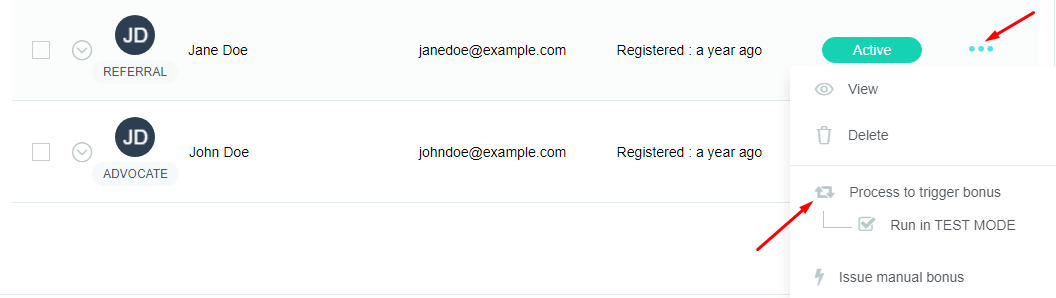 JD
Jane Doe janedoe@example.com Registered : a year ago Active
REFERRAL
View
JD
Delete
John Doe johndoe@example.com Registered : a year ago
ADVOCATE
Process to trigger bonus
Run in TEST MODE
Issue manual bonus